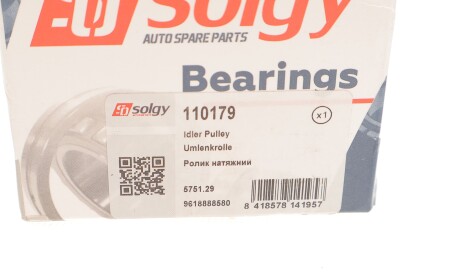 Solgy
AUTO SPARE PARTS
Bearings
solgy
110179
x1
Idler Pulley
Umlenkrolle
Ролик натяжний
5751.29
9618888580
8 418578 141957